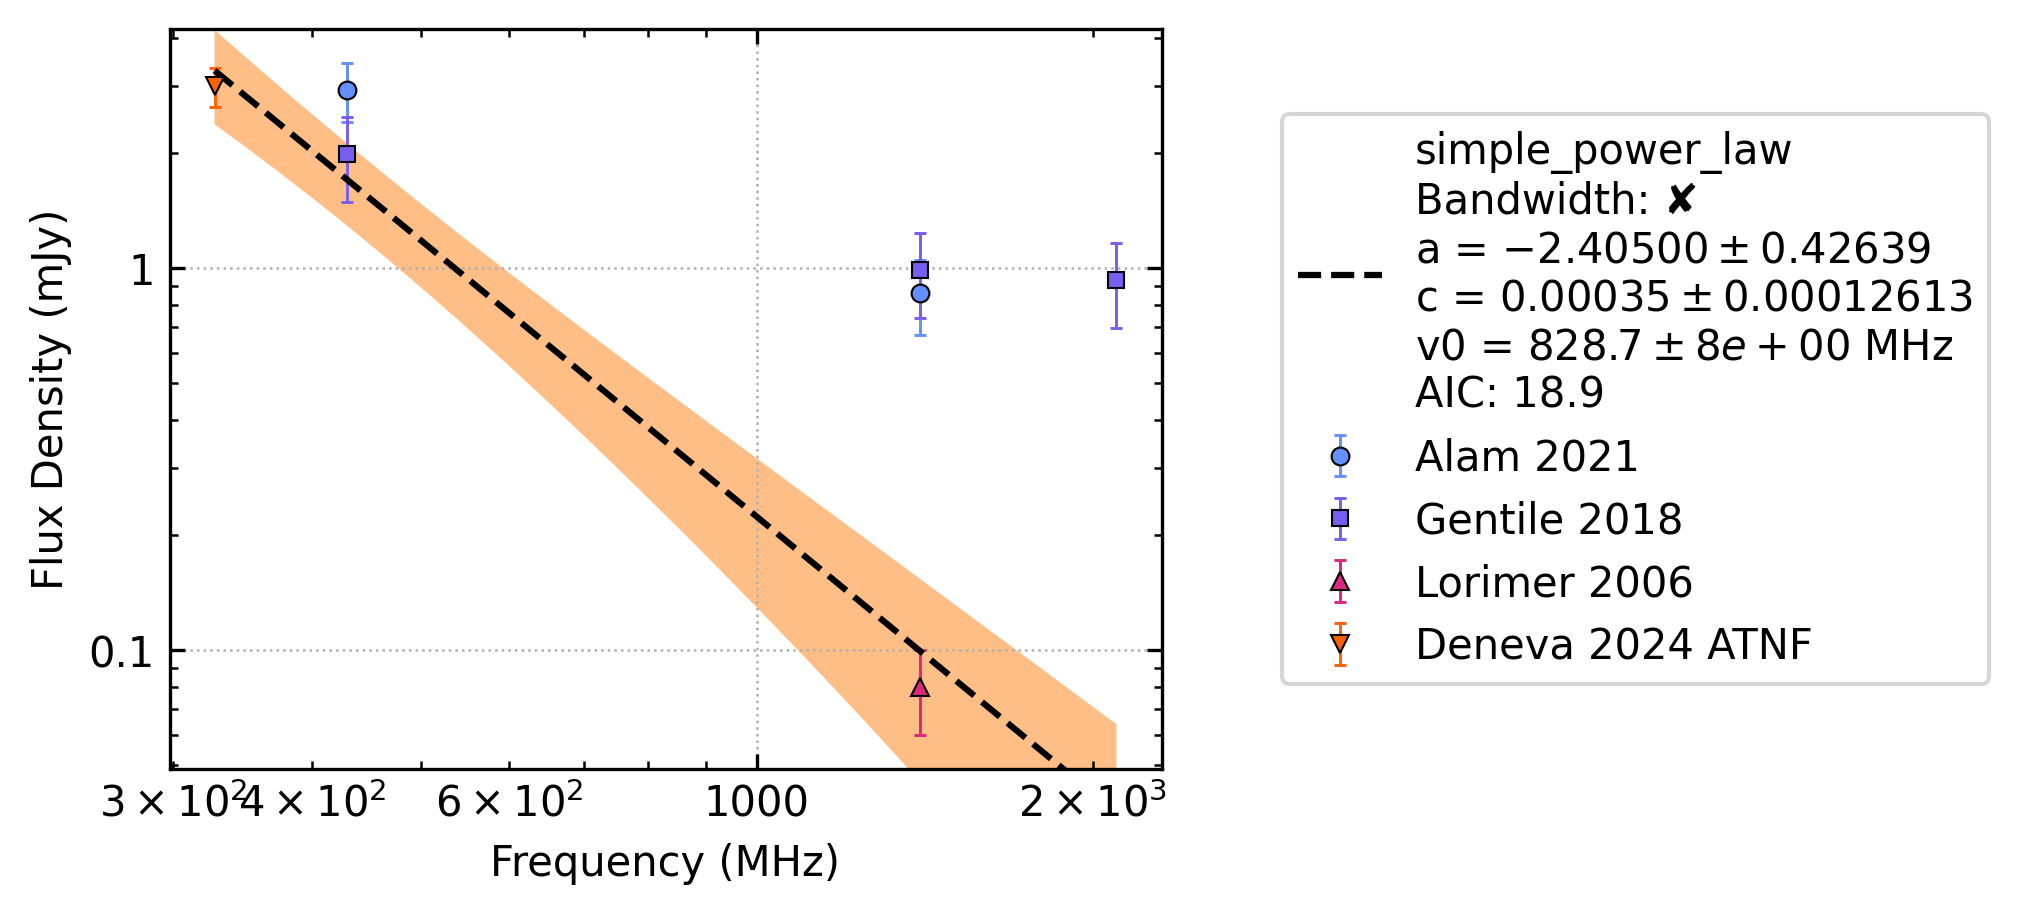 Flux Density (mJy)
1
0.1
3 × 10²
4 × 10²
6 × 10²
1000
2 × 10³
Frequency (MHz)
simple_power_law
Bandwidth: ✘
a = −2.40500 ± 0.42639
c = 0.00035 ± 0.00012613
v0 = 828.7 ± 8e + 00 MHz
AIC: 18.9
Alam 2021
Gentile 2018
Lorimer 2006
Deneva 2024 ATNF